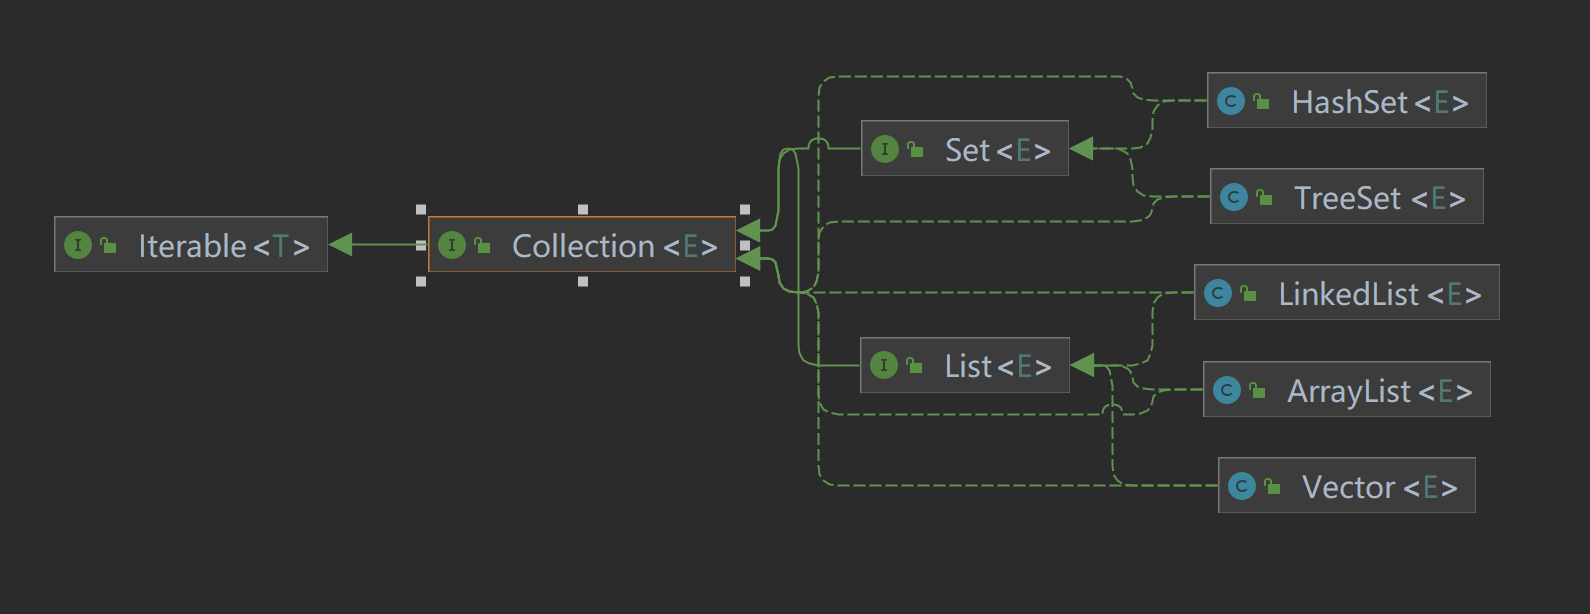 I HashSet<E>
C Set<E>
C TreeSet<E>
I Iterable<T>
I Collection<E>
C LinkedList<E>
I List<E>
C ArrayList<E>
C Vector<E>